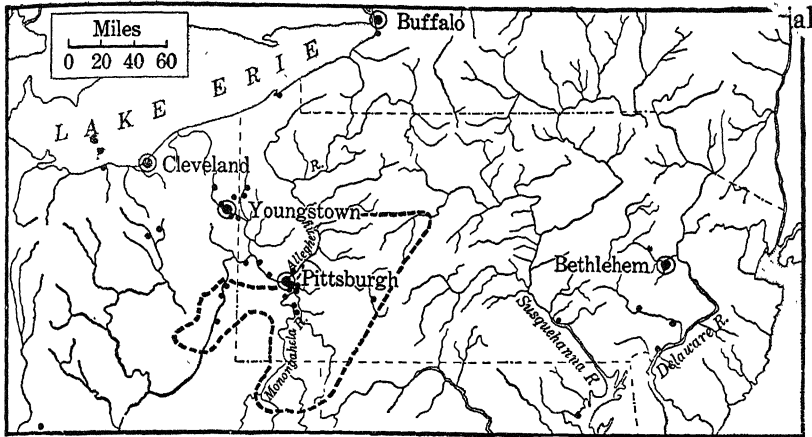 Buffalo
Miles
0 20 40 60
LAKE ERIE
Cleveland
R.
Youngstown
Allegheny
Pittsburgh
Bethlehem
Monongahela R.
Susquehanna R
Delaware R.